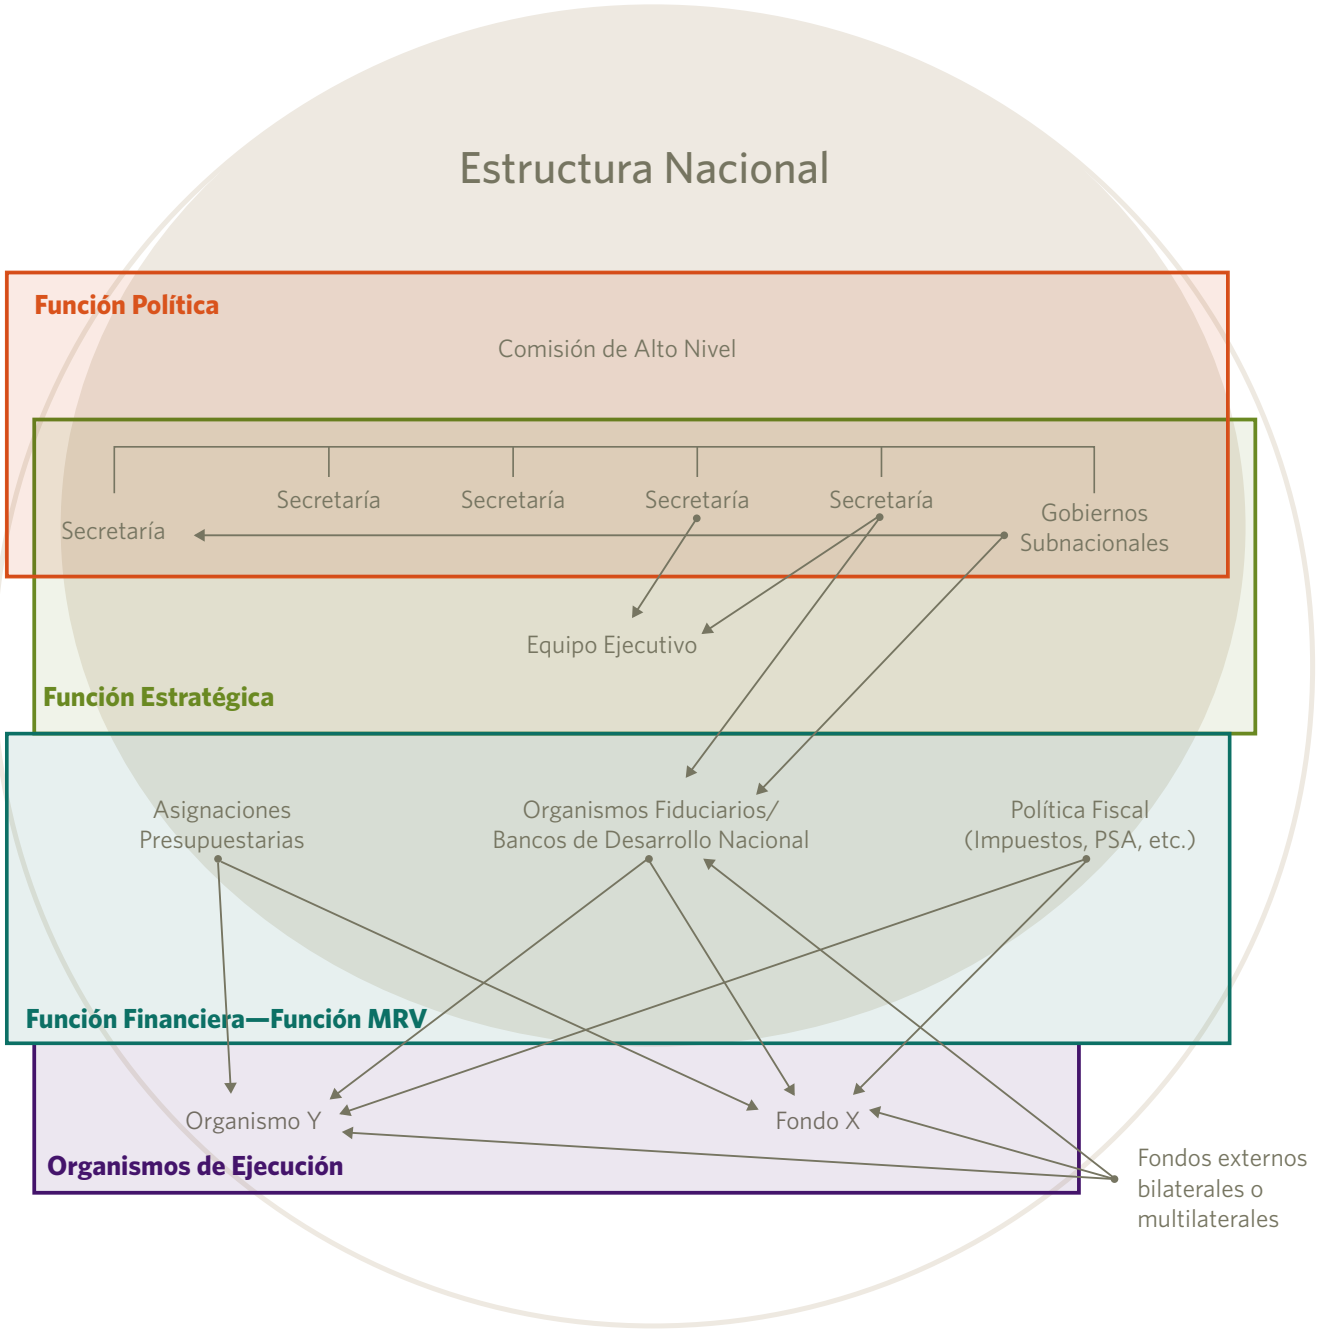 Estructura Nacional
Función Política
Comisión de Alto Nivel
Secretaría
Secretaría
Secretaría
Secretaría
Secretaría
Gobiernos
Subnacionales
Equipo Ejecutivo
Función Estratégica
Asignaciones
Presupuestarias
Organismos Fiduciarios/
Bancos de Desarrollo Nacional
Política Fiscal
(Impuestos, PSA, etc.)
Función Financiera—Función MRV
Organismo Y
Fondo X
Organismos de Ejecución
Fondos externos
bilaterales o
multilaterales